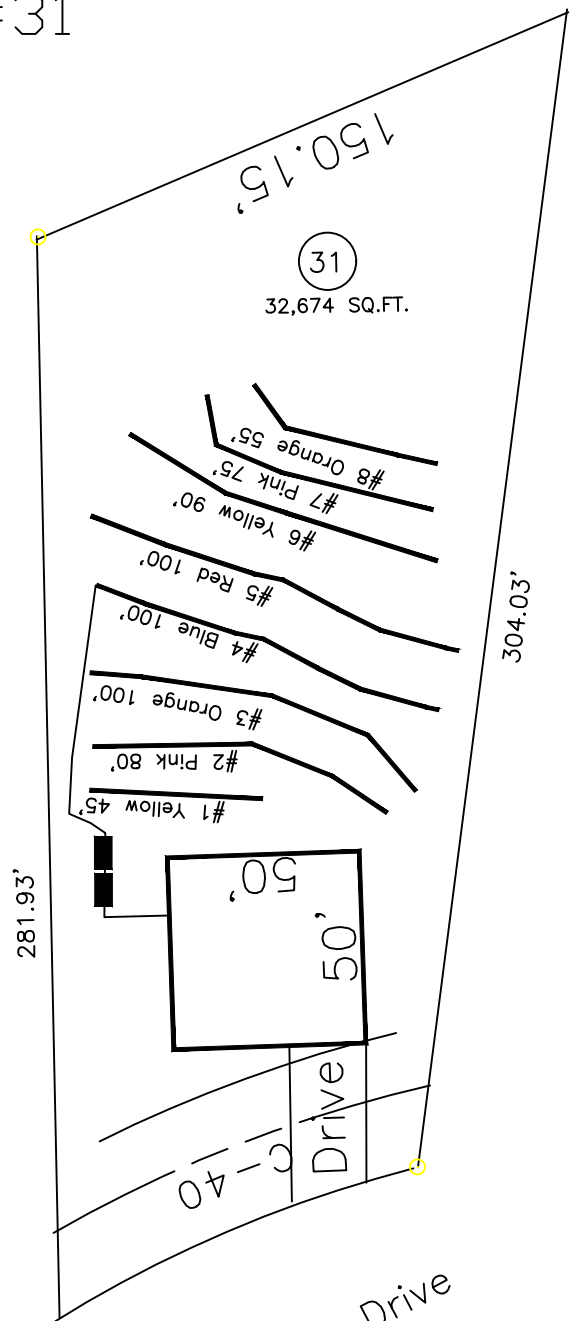 #31
150.15'
31
32,674 SQ.FT.
#8 Orange 55'
#7 Pink 75'
#6 Yellow 90'
#5 Red 100'
#4 Blue 100'
#3 Orange 100'
#2 Pink 80'
#1 Yellow 45'
304.03'
281.93'
50'
50'
Drive
C-40
Drive